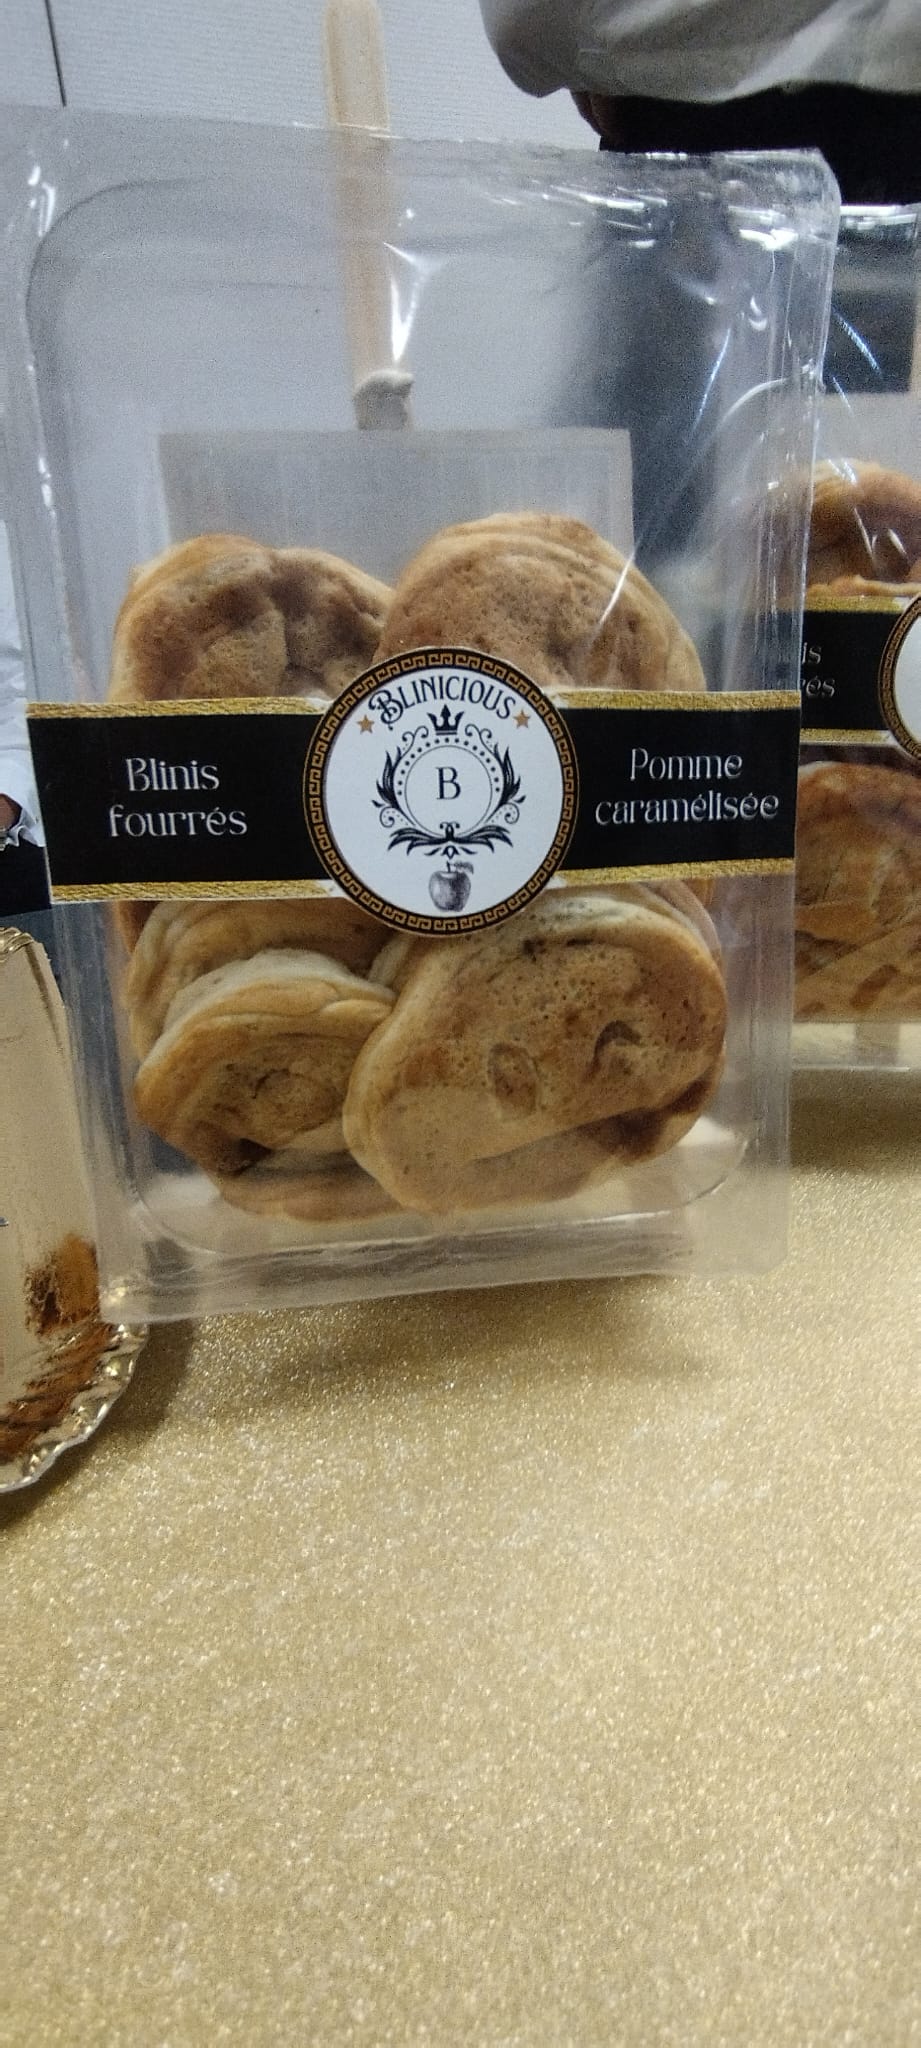 BLINICIOUS
B
Blinis
fourrés
Pomme
caramélisée